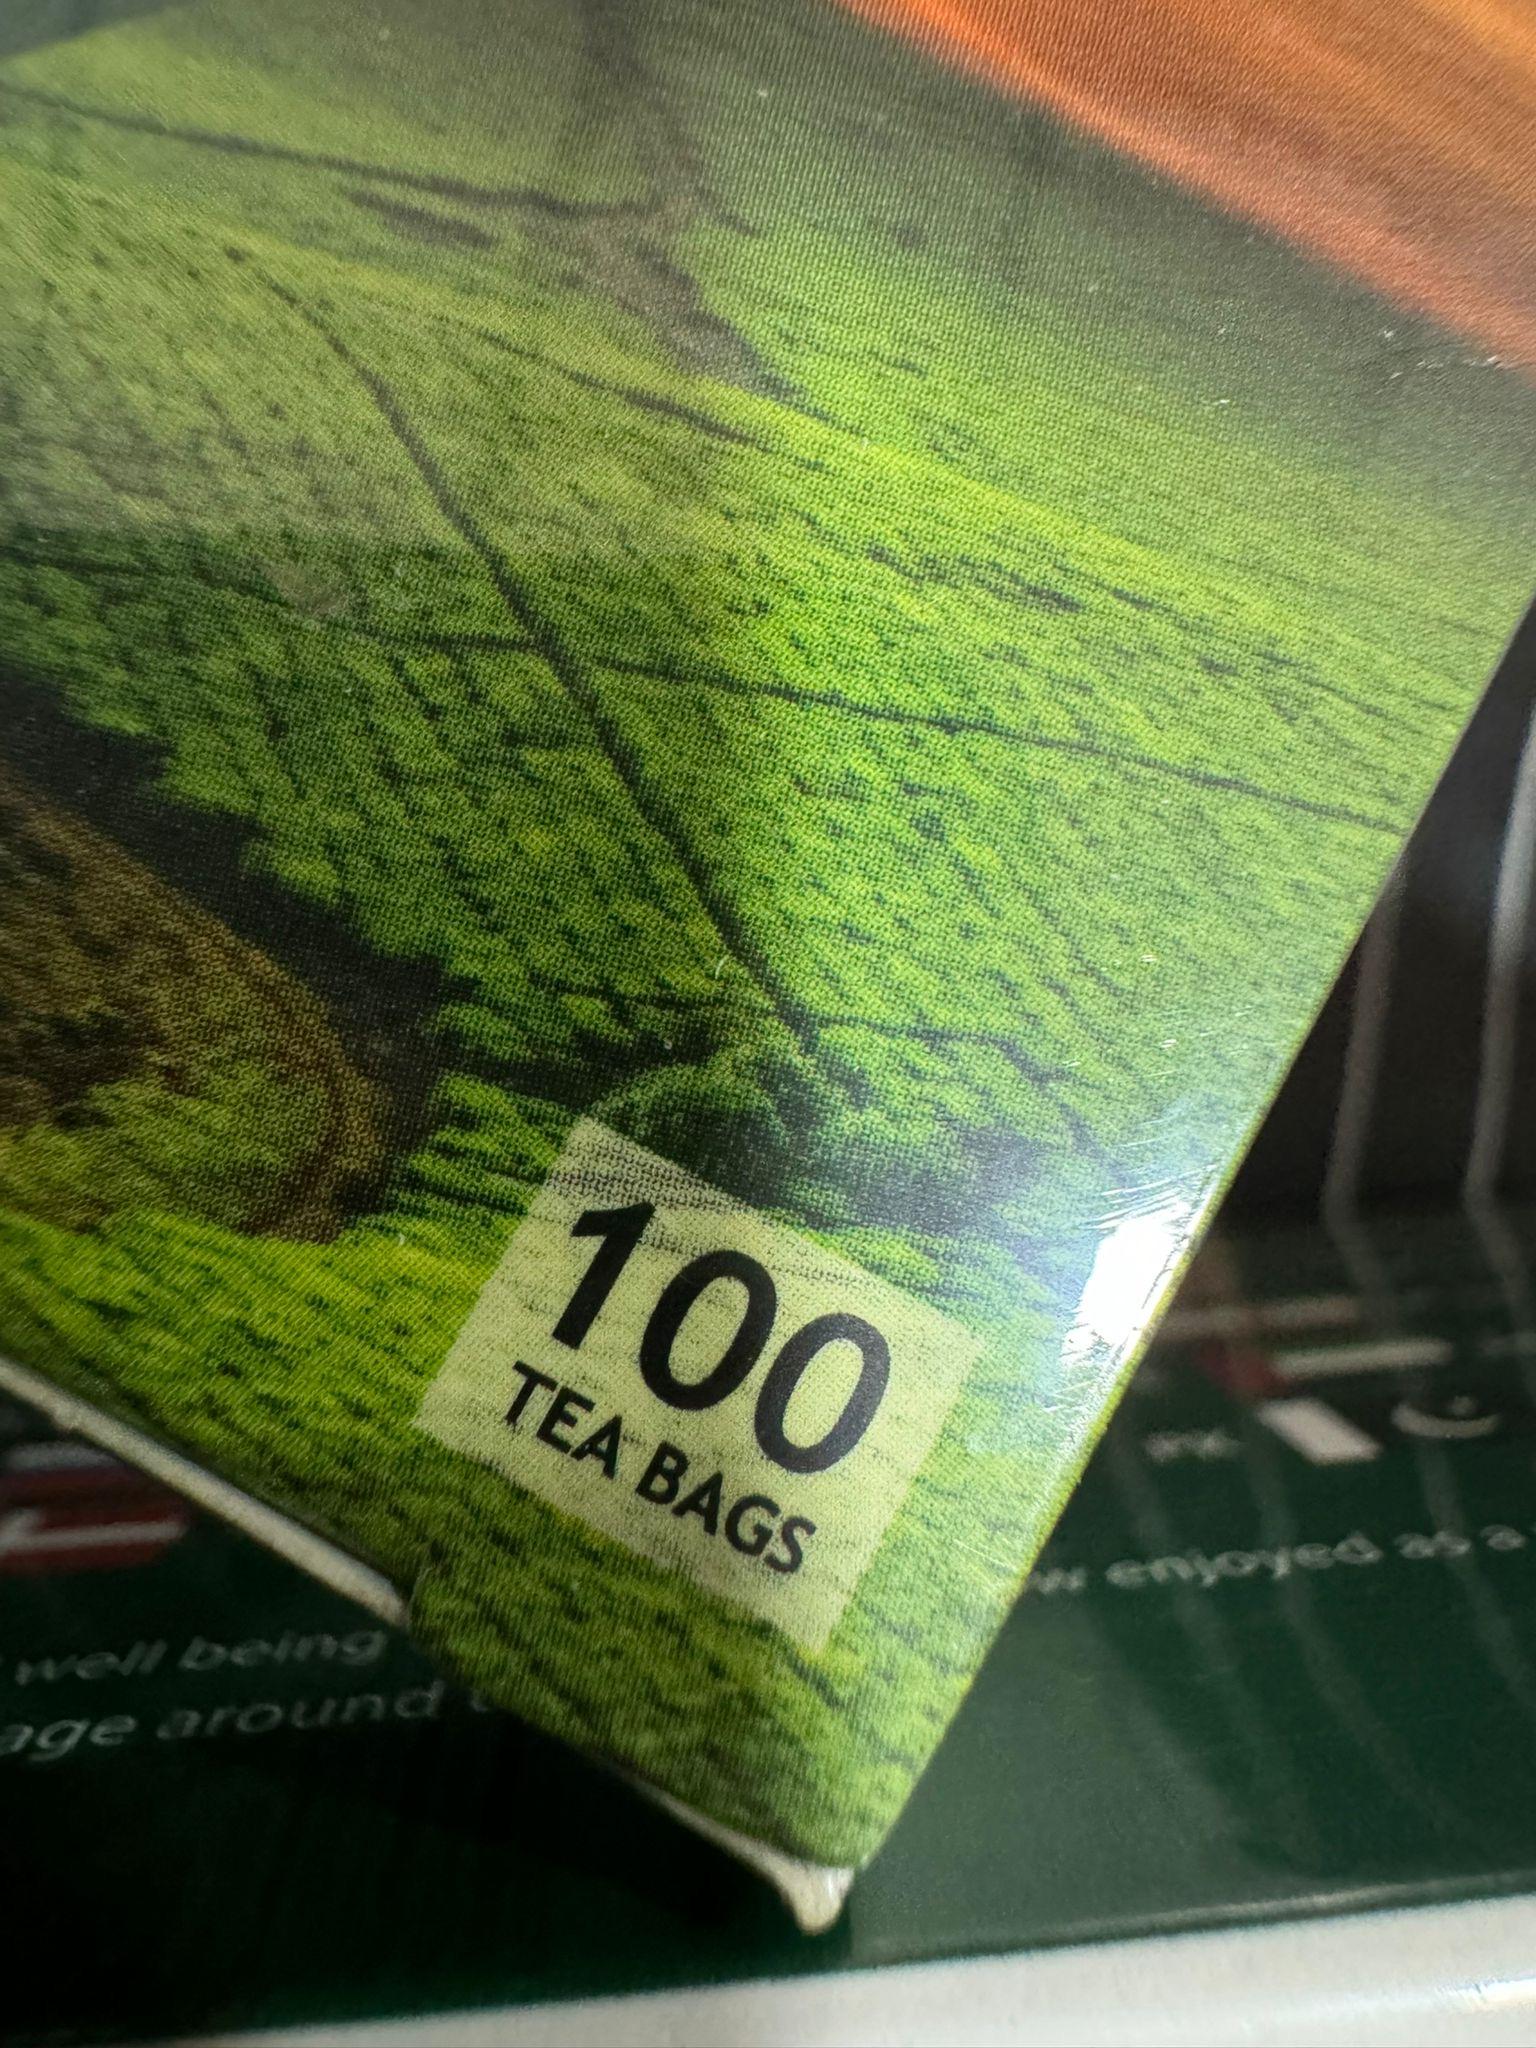 100
TEA BAGS
enjoyed as a
well being
age around